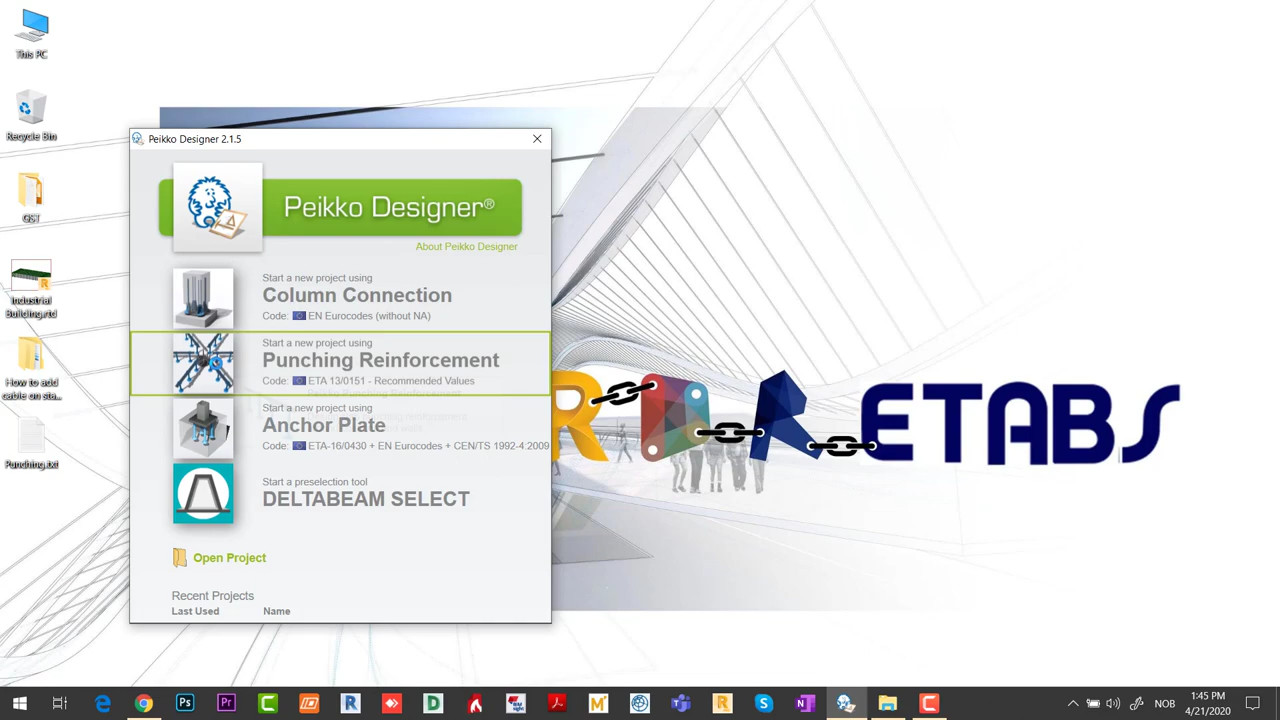 This PC
Recycle Bin
GST
Industrial
Building.rtd
How to add
cable on sta...
Punching.txt
Peikko Designer 2.1.5
Peikko Designer®
About Peikko Designer
Start a new project using
Column Connection
Code: EN Eurocodes (without NA)
Start a new project using
Punching Reinforcement
Code: ETA 13/0151 - Recommended Values
Start a new project using
Anchor Plate
Code: ETA-16/0430 + EN Eurocodes + CEN/TS 1992-4:2009
Start a preselection tool
DELTABEAM SELECT
Open Project
Recent Projects
Last Used Name
ETABS
NOB
1:45 PM
4/21/2020